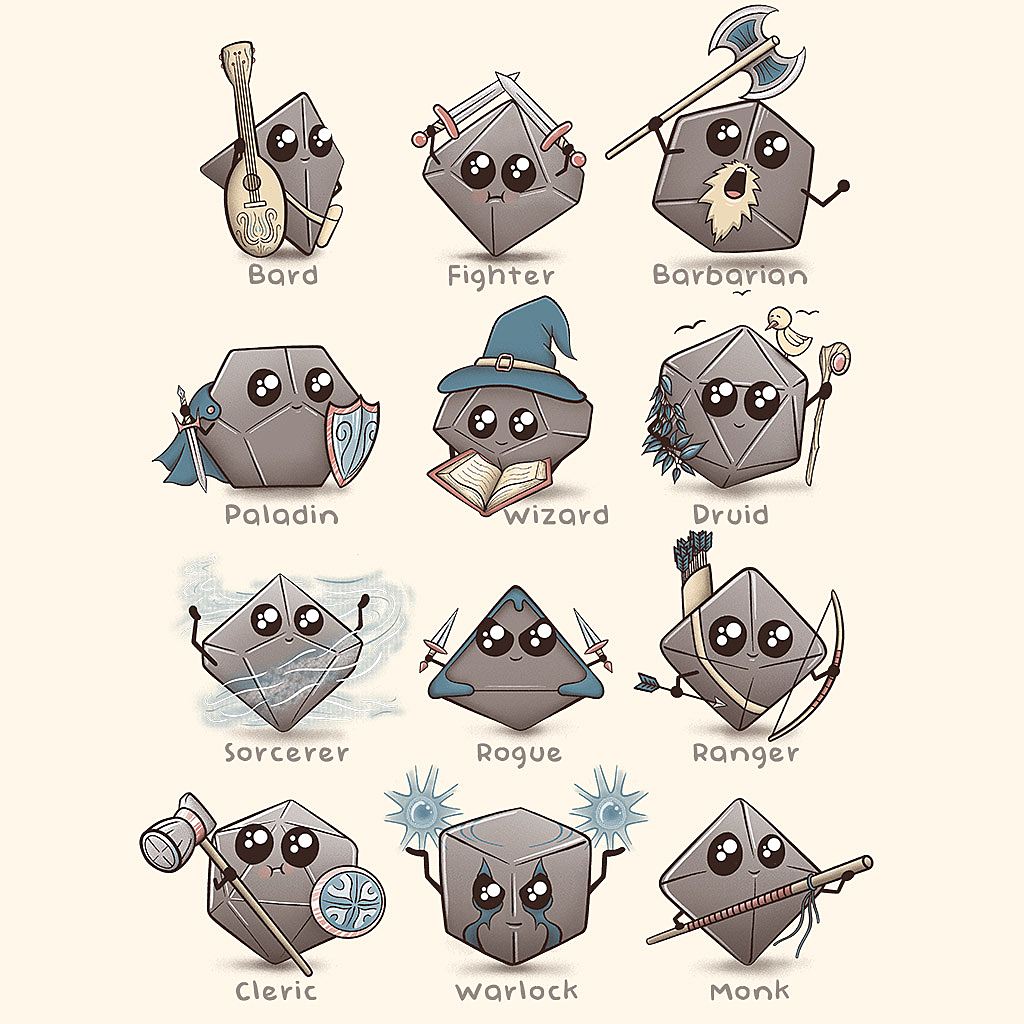 Bard
Fighter
Barbarian
Paladin
Wizard
Druid
Sorcerer
Rogue
Ranger
Cleric
Warlock
Monk